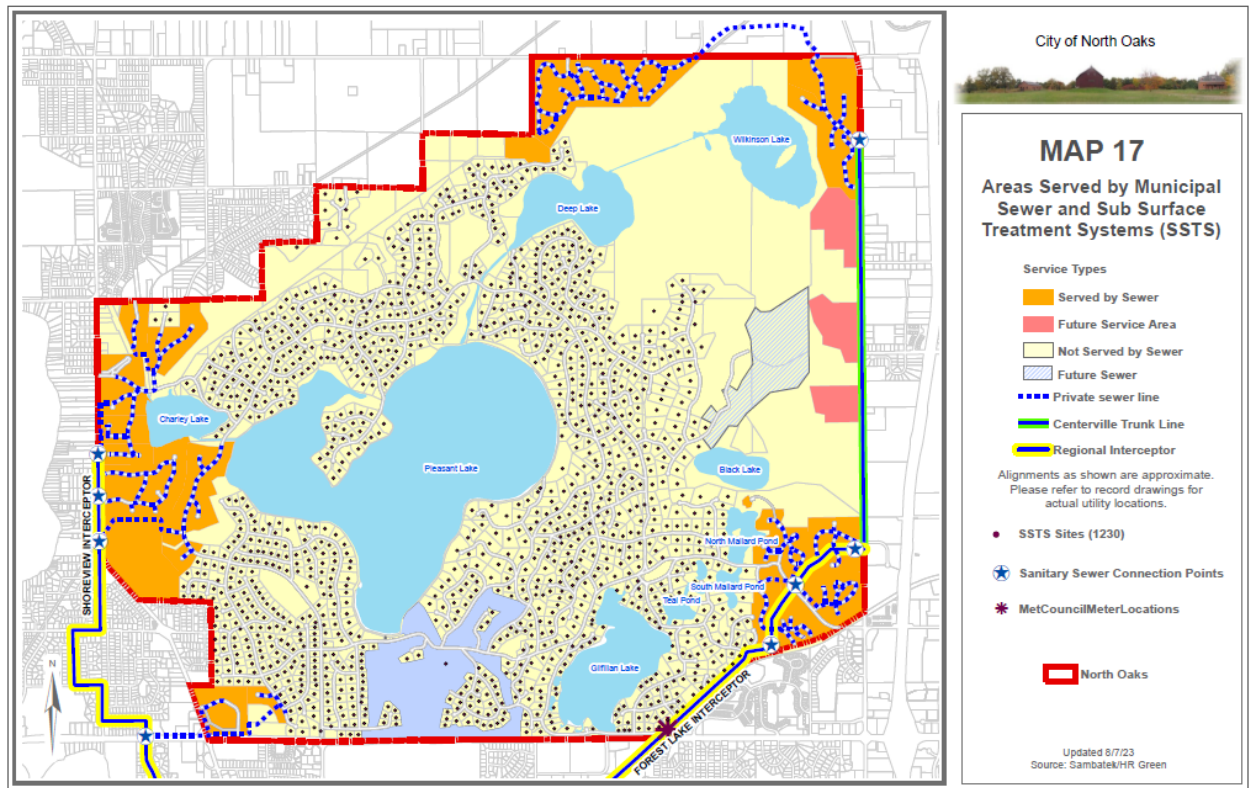 City of North Oaks
MAP 17
Areas Served by Municipal
Sewer and Sub Surface
Treatment Systems (SSTS)
Service Types
Served by Sewer
Future Service Area
Not Served by Sewer
Future Sewer
Private sewer line
Centerville Trunk Line
Regional Interceptor
Alignments as shown are approximate.
Please refer to record drawings for
actual utility locations.
SSTS Sites (1230)
Sanitary Sewer Connection Points
MetCouncilMeterLocations
North Oaks
Updated 8/7/23
Source: Sambatek/HR Green
Wilkinson Lake
Deep Lake
Charley Lake
Pleasant Lake
Black Lake
North Mallard Pond
South Mallard Pond
Teal Pond
Gilfillan Lake
SHOREVIEW INTERCEPTOR
FOREST LAKE INTERCEPTOR
N